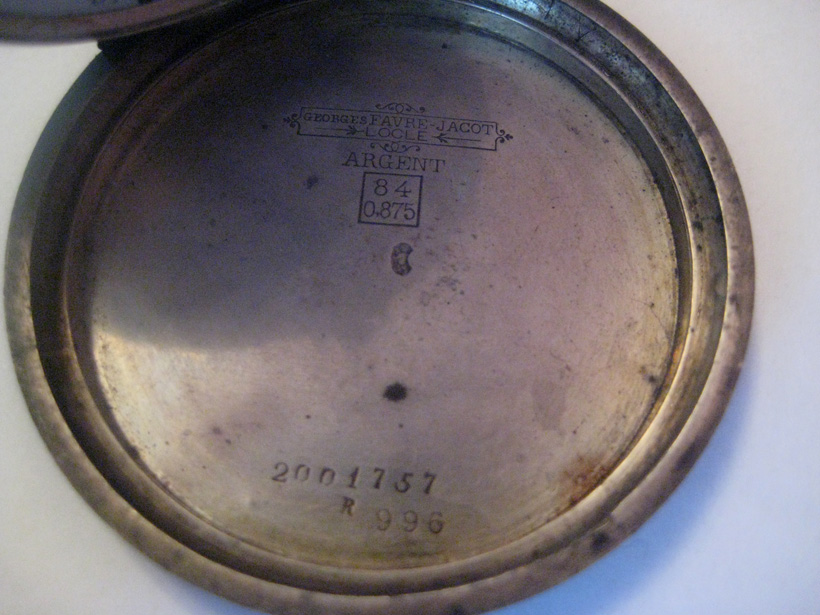 GEORGES FAVRE-JACOT
LOCLE
ARGENT
84
0.875
2001757
R 996